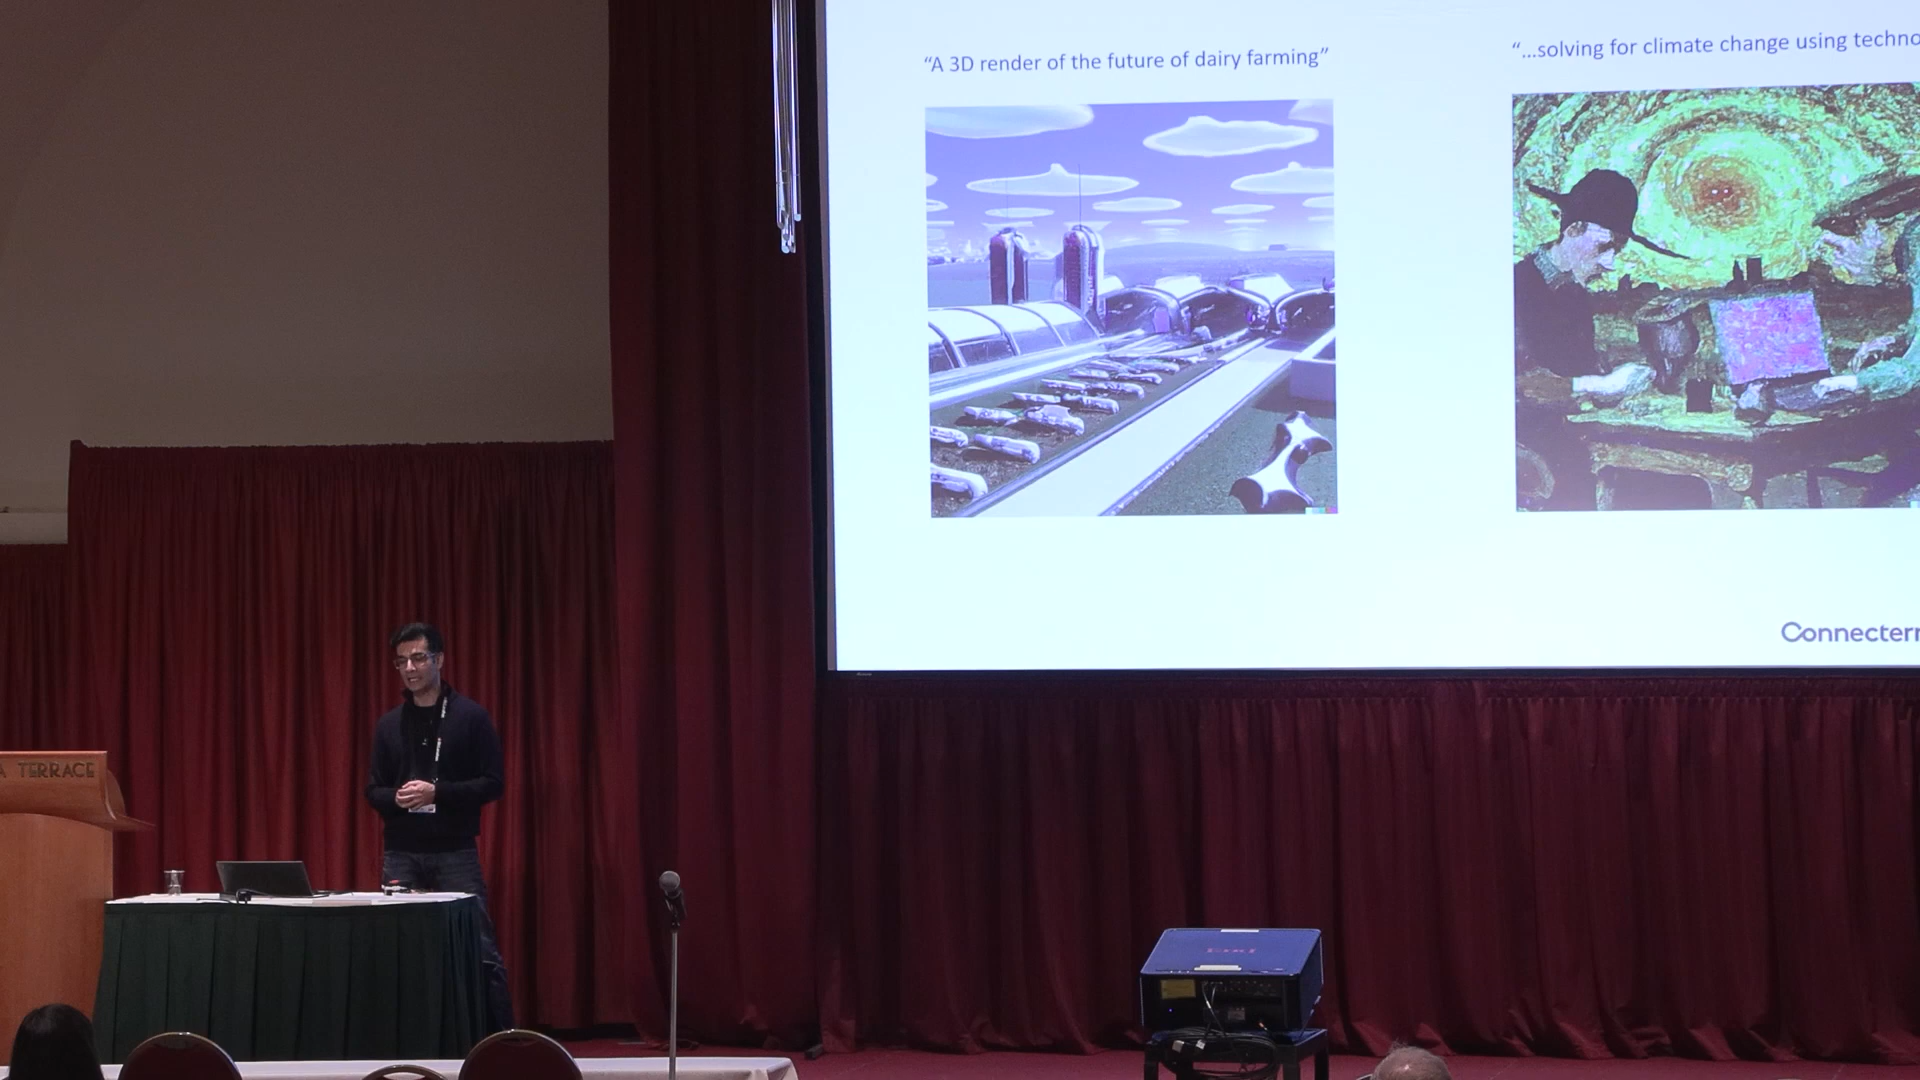 “A 3D render of the future of dairy farming”
“...solving for climate change using techno
Connecterr
A TERRACE